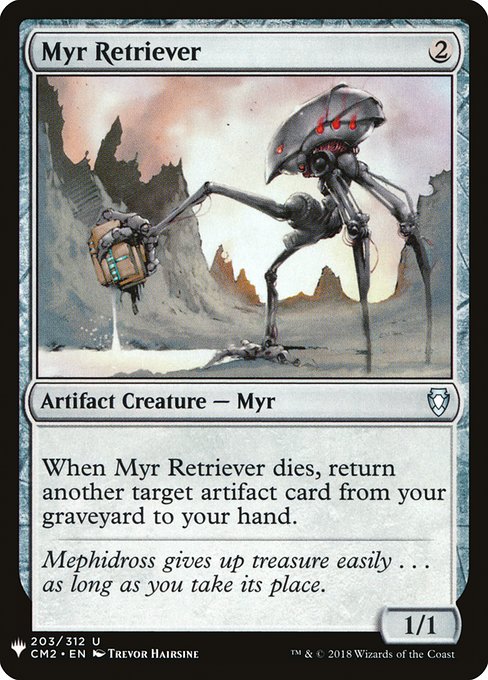 Myr Retriever 2
Artifact Creature — Myr
When Myr Retriever dies, return
another target artifact card from your
graveyard to your hand.
Mephidross gives up treasure easily . . .
as long as you take its place.
1/1
203/312 U
CM2 • EN Trevor Hairsine
™ & © 2018 Wizards of the Coast